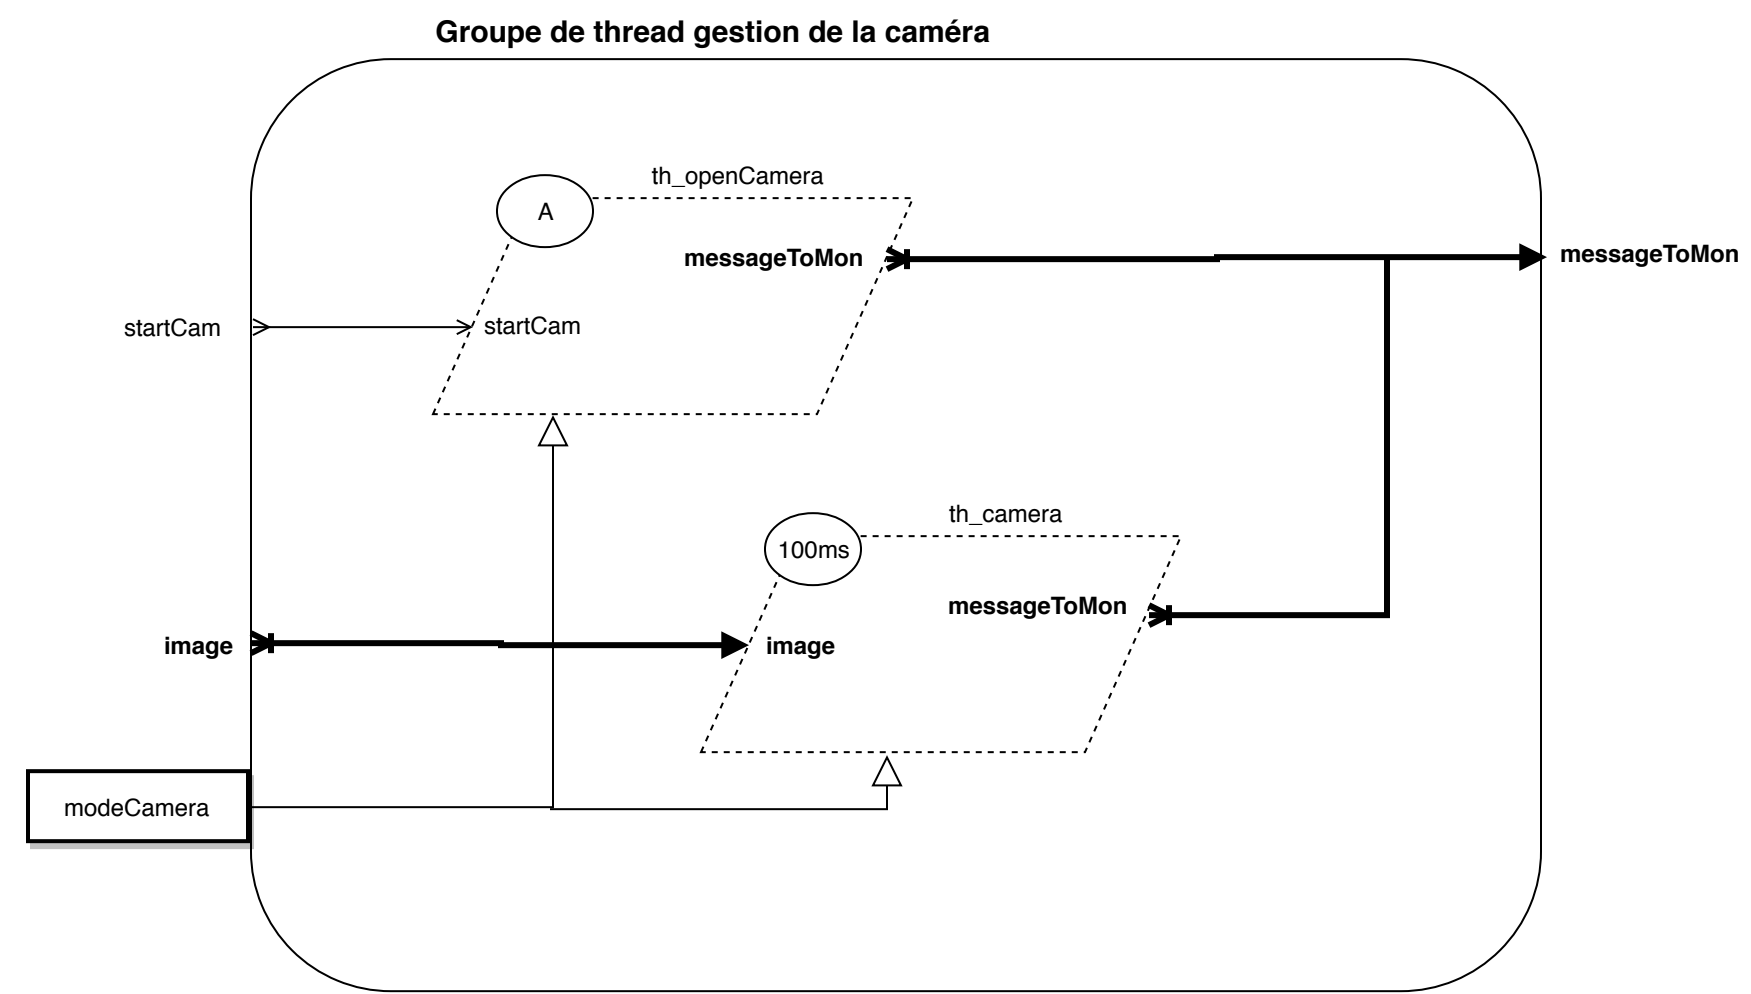 Groupe de thread gestion de la caméra
th_openCamera
A
messageToMon
messageToMon
startCam
startCam
th_camera
100ms
messageToMon
image
image
modeCamera